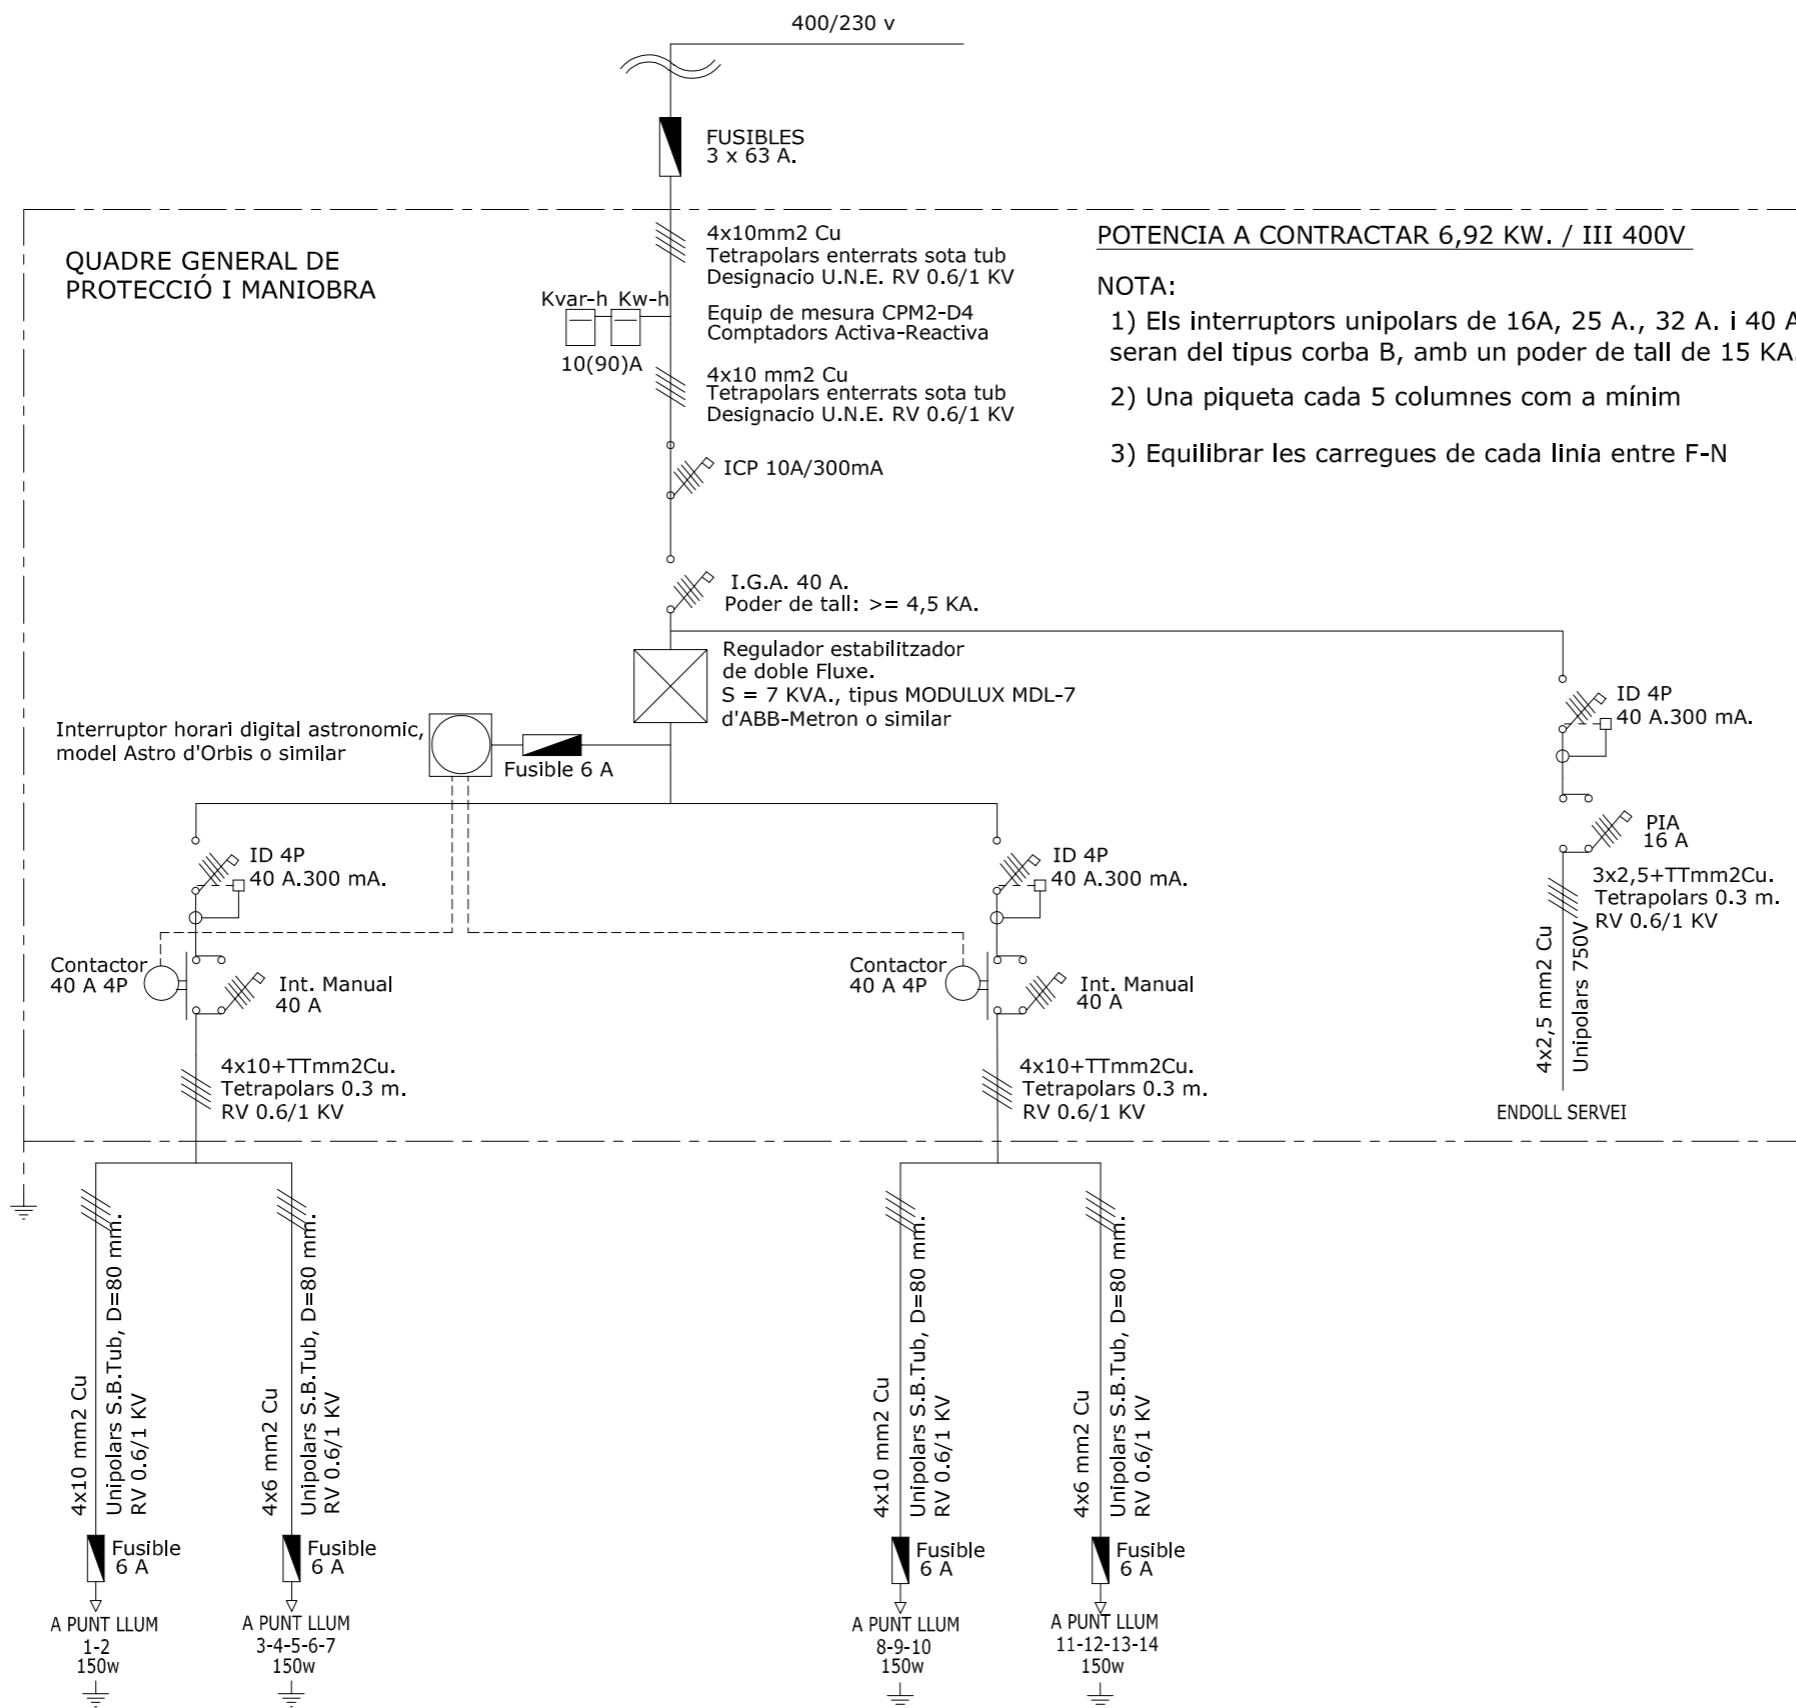 400/230 v
FUSIBLES
3 x 63 A.
QUADRE GENERAL DE
PROTECCIÓ I MANIOBRA
4x10mm2 Cu
Tetrapolars enterrats sota tub
Designacio U.N.E. RV 0.6/1 KV
Kvar-h Kw-h
10(90)A
Equip de mesura CPM2-D4
Comptadors Activa-Reactiva
4x10 mm2 Cu
Tetrapolars enterrats sota tub
Designacio U.N.E. RV 0.6/1 KV
POTENCIA A CONTRACTAR 6,92 KW. / III 400V
NOTA:
1) Els interruptors unipolars de 16A, 25 A., 32 A. i 40 A
seran del tipus corba B, amb un poder de tall de 15 KA.
2) Una piqueta cada 5 columnes com a mínim
3) Equilibrar les carregues de cada linia entre F-N
ICP 10A/300mA
I.G.A. 40 A.
Poder de tall: >= 4,5 KA.
Regulador estabilitzador
de doble Fluxe.
S = 7 KVA., tipus MODULUX MDL-7
d'ABB-Metron o similar
Interruptor horari digital astronomic,
model Astro d'Orbis o similar
Fusible 6 A
ID 4P
40 A.300 mA.
Contactor
40 A 4P
Int. Manual
40 A
4x10+TTmm2Cu.
Tetrapolars 0.3 m.
RV 0.6/1 KV
ID 4P
40 A.300 mA.
Contactor
40 A 4P
Int. Manual
40 A
4x10+TTmm2Cu.
Tetrapolars 0.3 m.
RV 0.6/1 KV
ID 4P
40 A.300 mA.
PIA
16 A
3x2,5+TTmm2Cu.
Tetrapolars 0.3 m.
RV 0.6/1 KV
4x2,5 mm2 Cu
Unipolars 750V
ENDOLL SERVEI
4x10 mm2 Cu
Unipolars S.B.Tub, D=80 mm.
RV 0.6/1 KV
Fusible
6 A
A PUNT LLUM
1-2
150w
4x6 mm2 Cu
Unipolars S.B.Tub, D=80 mm.
RV 0.6/1 KV
Fusible
6 A
A PUNT LLUM
3-4-5-6-7
150w
4x10 mm2 Cu
Unipolars S.B.Tub, D=80 mm.
RV 0.6/1 KV
Fusible
6 A
A PUNT LLUM
8-9-10
150w
4x6 mm2 Cu
Unipolars S.B.Tub, D=80 mm.
RV 0.6/1 KV
Fusible
6 A
A PUNT LLUM
11-12-13-14
150w